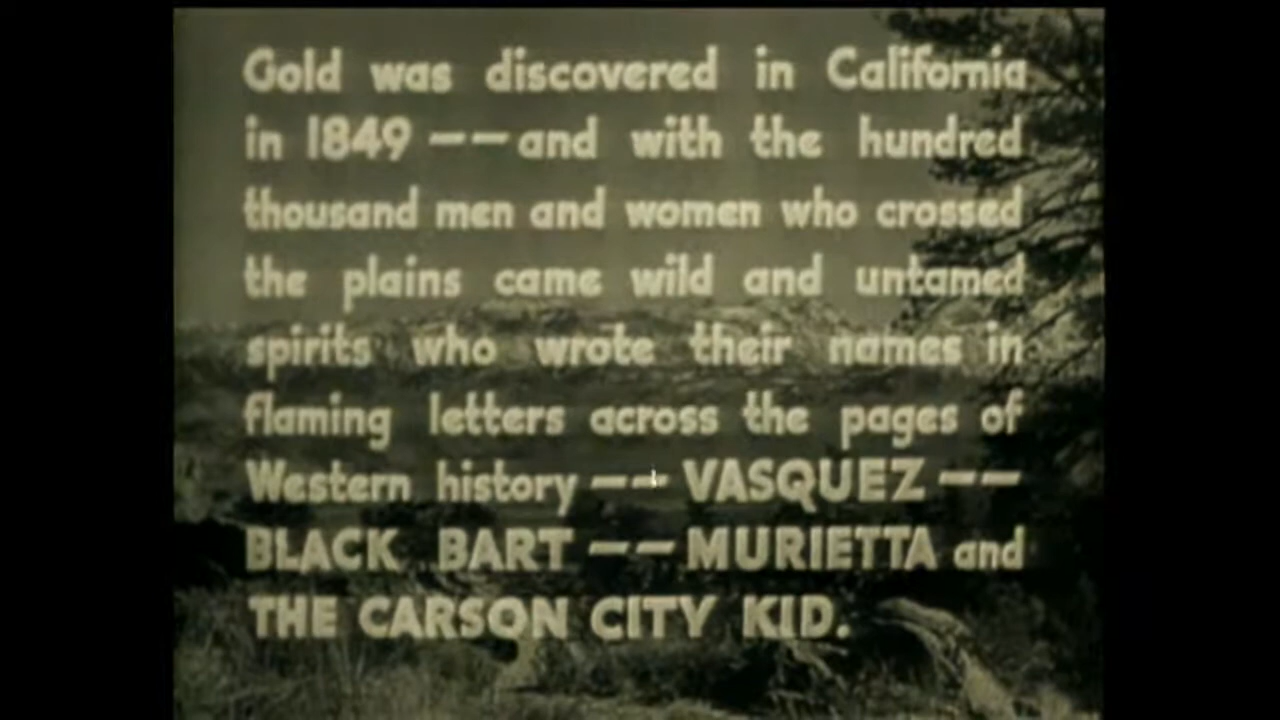 Gold was discovered in California
in 1849 -- and with the hundred
thousand men and women who crossed
the plains came wild and untamed
spirits who wrote their names in
flaming letters across the pages of
Western history -- VASQUEZ --
BLACK BART -- MURIETTA and
THE CARSON CITY KID.